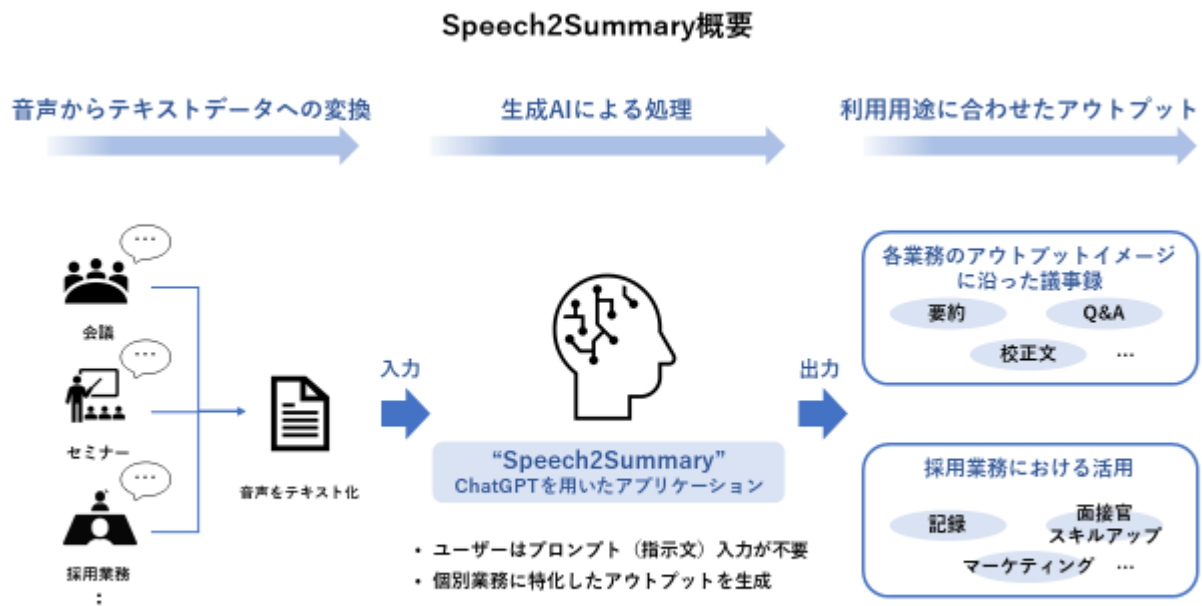 Speech2Summary概要
音声からテキストデータへの変換
生成AIによる処理
利用用途に合わせたアウトプット
…
会議
…
セミナー
…
採用業務
：
音声をテキスト化
入力
“Speech2Summary”
ChatGPTを用いたアプリケーション
・ユーザーはプロンプト（指示文）入力が不要
・個別業務に特化したアウトプットを生成
出力
各業務のアウトプットイメージ
に沿った議事録
要約
Q&A
校正文
…
採用業務における活用
記録
面接官
スキルアップ
マーケティング
…